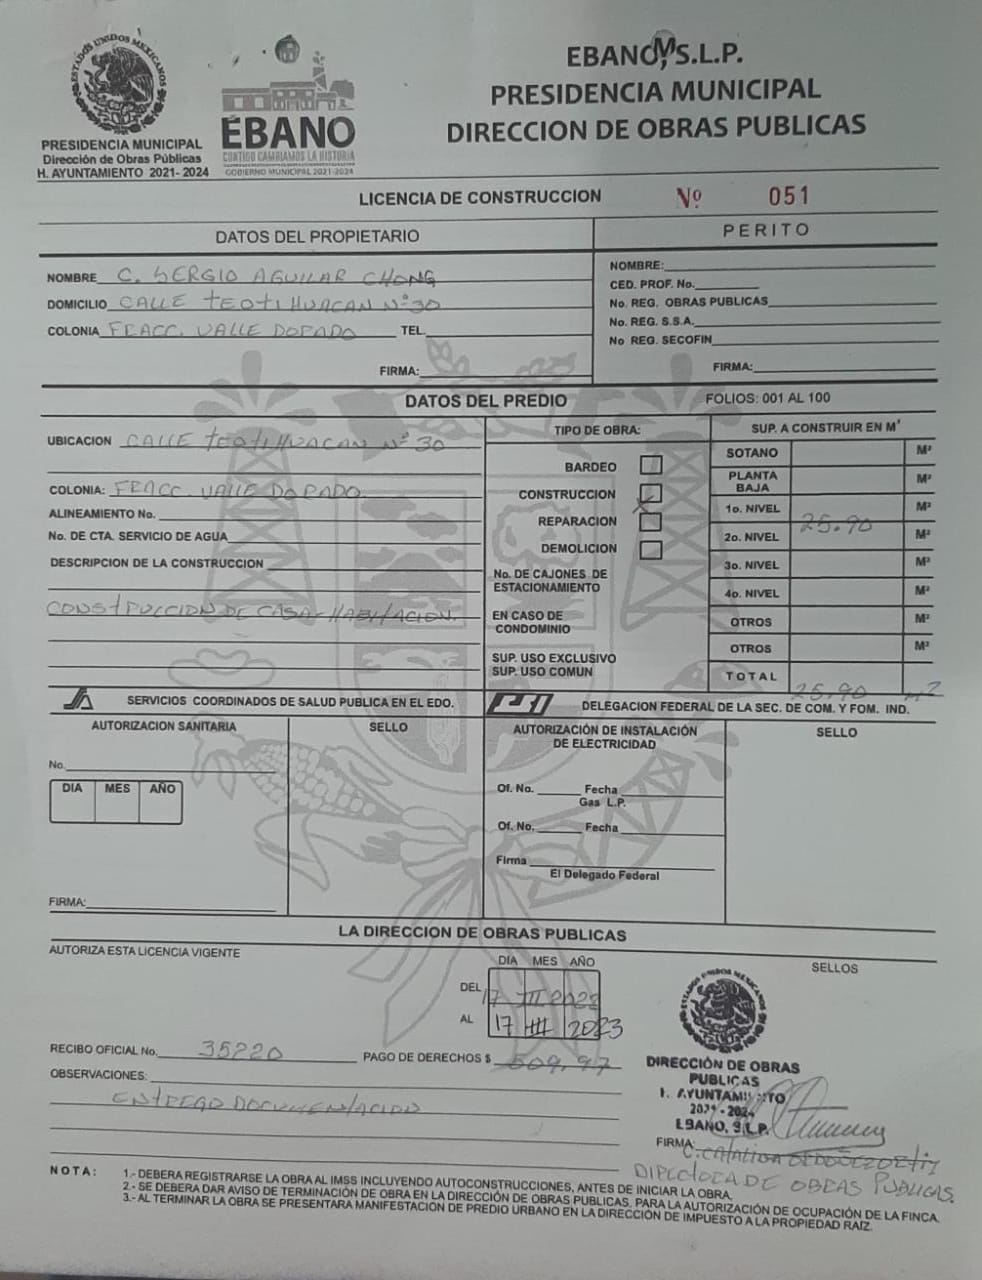 ESTADOS UNIDOS MEXICANOS
PRESIDENCIA MUNICIPAL
Dirección de Obras Públicas
H. AYUNTAMIENTO 2021- 2024
ÉBANO
CONTIGO CAMBIAMOS LA HISTORIA
GOBIERNO MUNICIPAL 2021-2024
EBANO, S.L.P.
PRESIDENCIA MUNICIPAL
DIRECCION DE OBRAS PUBLICAS
LICENCIA DE CONSTRUCCION Nº 051
DATOS DEL PROPIETARIO
NOMBRE C. SERGIO AGUILAR CHONG
DOMICILIO CALLE TEOTIHUACAN Nº 30
COLONIA FRACC. VALLE DORADO TEL.
FIRMA:
PERITO
NOMBRE:
CED. PROF. No.
No. REG. OBRAS PUBLICAS
No. REG. S.S.A.
No REG. SECOFIN
FIRMA:
DATOS DEL PREDIO FOLIOS: 001 AL 100
UBICACION CALLE TEOTIHUACAN Nº 30
COLONIA: FRACC. VALLE DORADO.
ALINEAMIENTO No.
No. DE CTA. SERVICIO DE AGUA
DESCRIPCION DE LA CONSTRUCCION
CONSTRUCCION DE CASA-HABITACION.
TIPO DE OBRA:
BARDEO
CONSTRUCCION X
REPARACION
DEMOLICION
No. DE CAJONES DE
ESTACIONAMIENTO
EN CASO DE
CONDOMINIO
SUP. USO EXCLUSIVO
SUP. USO COMUN
SUP. A CONSTRUIR EN M²
SOTANO M²
PLANTA
BAJA M²
1o. NIVEL 25.90 M²
2o. NIVEL M²
3o. NIVEL M²
4o. NIVEL M²
OTROS M²
OTROS M²
TOTAL 25.90 m2
SERVICIOS COORDINADOS DE SALUD PUBLICA EN EL EDO.
AUTORIZACION SANITARIA
No.
DIA MES AÑO
FIRMA:
SELLO
DELEGACION FEDERAL DE LA SEC. DE COM. Y FOM. IND.
AUTORIZACIÓN DE INSTALACIÓN
DE ELECTRICIDAD
Of. No. Fecha
Gas L.P.
Of. No. Fecha
Firma
El Delegado Federal
SELLO
LA DIRECCION DE OBRAS PUBLICAS
AUTORIZA ESTA LICENCIA VIGENTE
DIA MES AÑO
DEL 17 III 2022
AL 17 III 2023
RECIBO OFICIAL No. 35220 PAGO DE DERECHOS $ 509.97
OBSERVACIONES:
ENTREGO DOCUMENTACION
SELLOS
ESTADOS UNIDOS MEXICANOS
DIRECCIÓN DE OBRAS
PUBLICAS
H. AYUNTAMIENTO
2021 - 2024
EBANO, S.L.P.
FIRMA: C. CATALINA
DIRECTORA DE OBRAS PUBLICAS.
NOTA: 1.- DEBERA REGISTRARSE LA OBRA AL IMSS INCLUYENDO AUTOCONSTRUCCIONES, ANTES DE INICIAR LA OBRA.
2.- SE DEBERA DAR AVISO DE TERMINACIÓN DE OBRA EN LA DIRECCIÓN DE OBRAS PUBLICAS, PARA LA AUTORIZACION DE OCUPACIÓN DE LA FINCA.
3.- AL TERMINAR LA OBRA SE PRESENTARA MANIFESTACION DE PREDIO URBANO EN LA DIRECCIÓN DE IMPUESTO A LA PROPIEDAD RAÍZ.